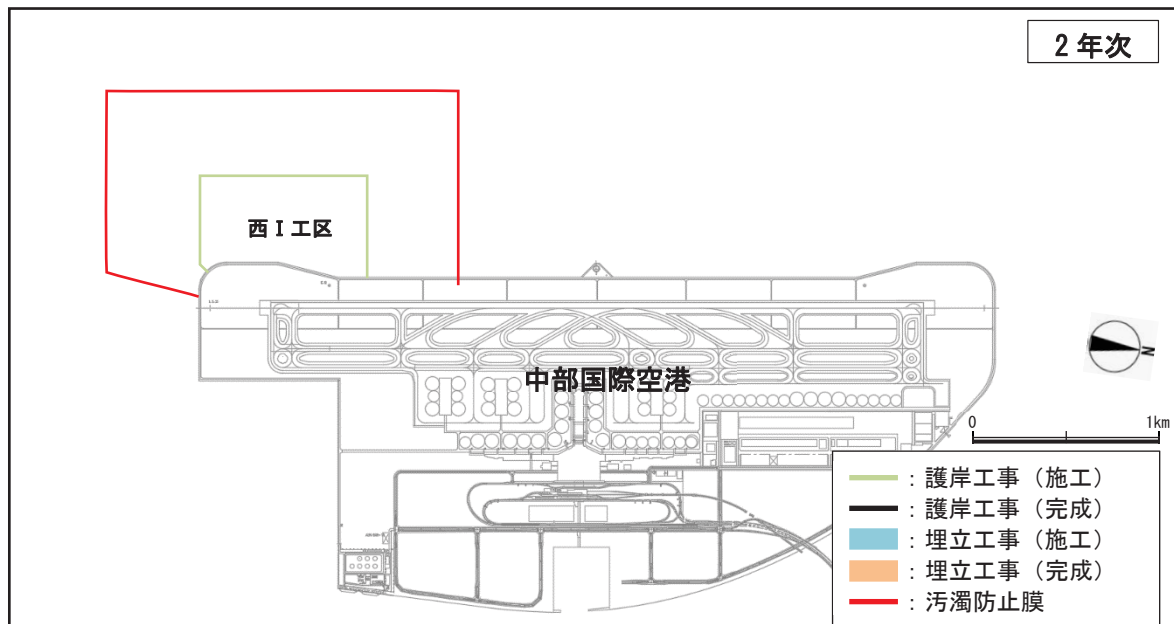 2年次
西Ⅰ工区
中部国際空港
N
0 1km
：護岸工事（施工）
：護岸工事（完成）
：埋立工事（施工）
：埋立工事（完成）
：汚濁防止膜